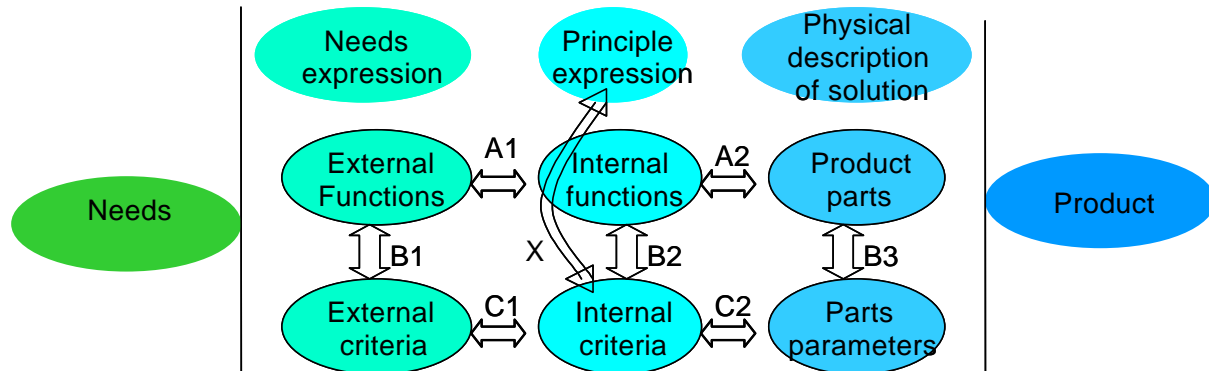 Needs
expression
Principle
expression
Physical
description
of solution
External
Functions
A1
Internal
functions
A2
Product
parts
Needs
Product
B1
X
B2
B3
External
criteria
C1
Internal
criteria
C2
Parts
parameters